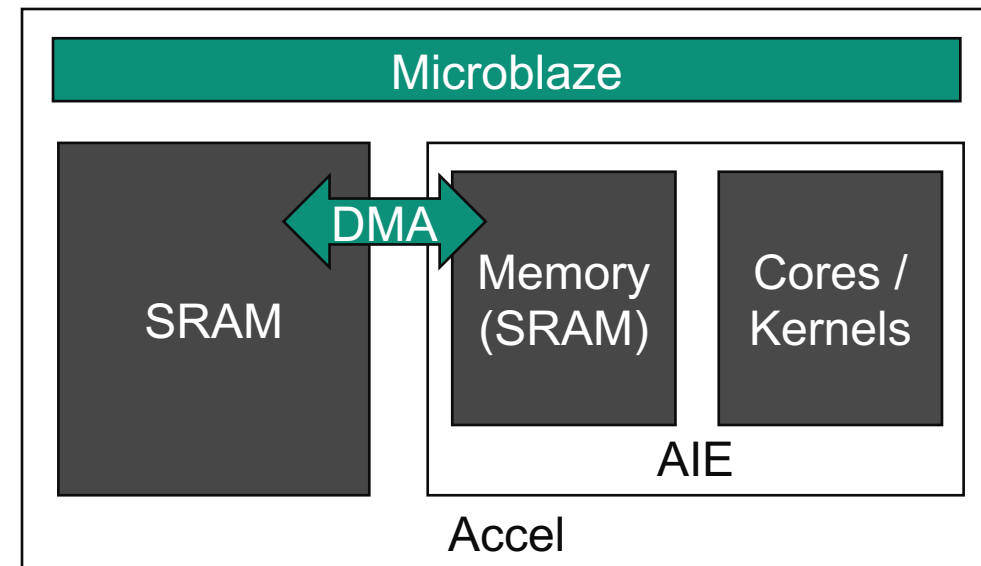 Microblaze
DMA
SRAM
Memory
(SRAM)
Cores /
Kernels
AIE
Accel